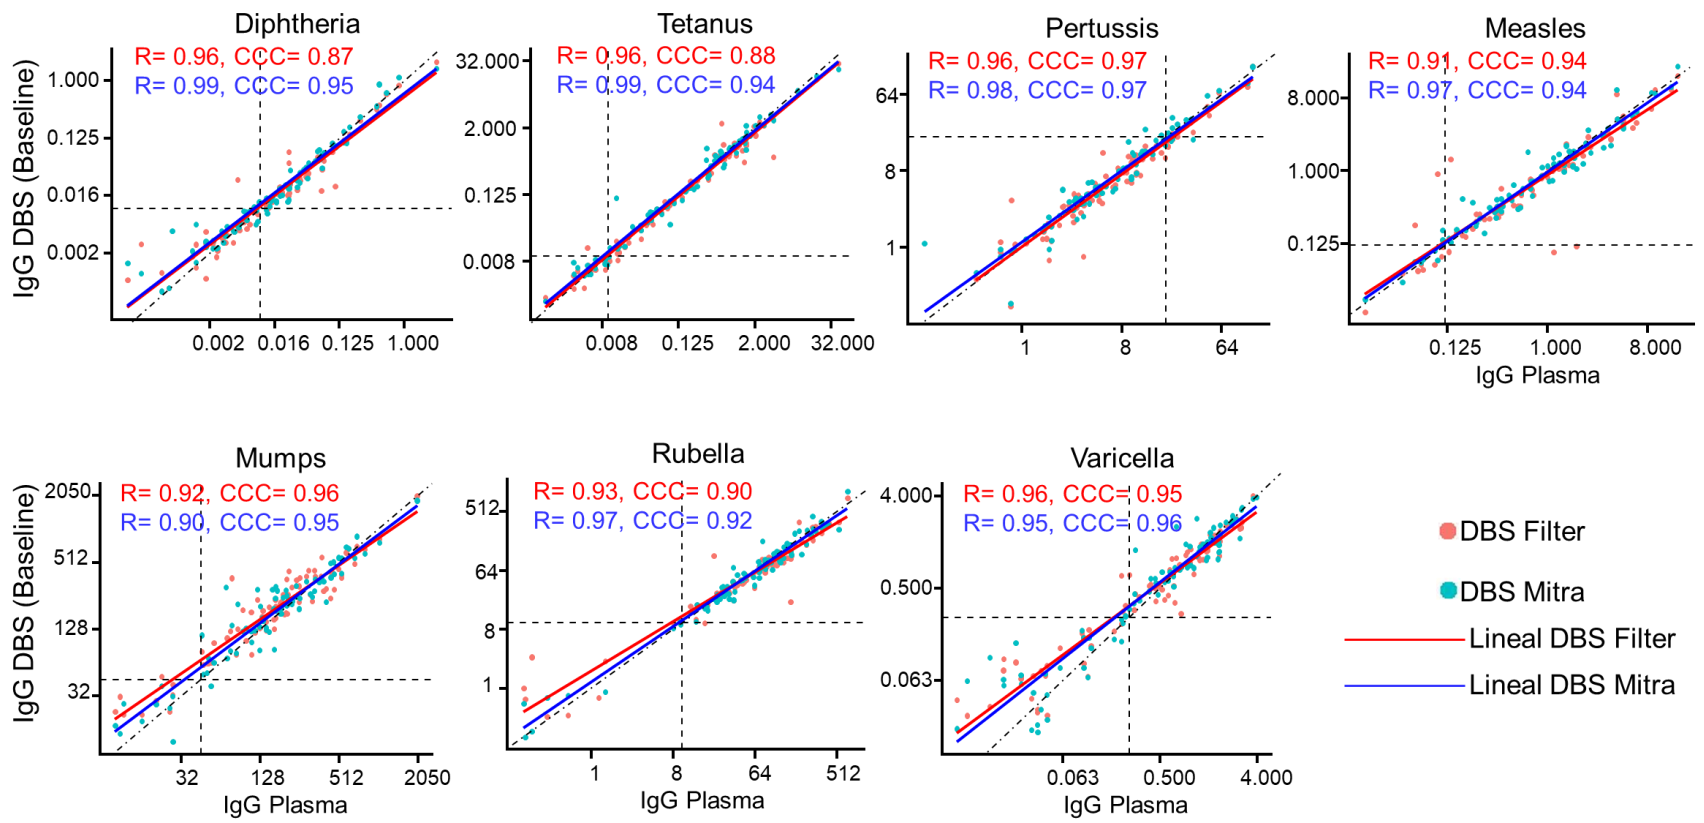 Diphtheria
R= 0.96, CCC= 0.87
R= 0.99, CCC= 0.95
IgG DBS (Baseline)
1.000
0.125
0.016
0.002
0.002 0.016 0.125 1.000
Tetanus
R= 0.96, CCC= 0.88
R= 0.99, CCC= 0.94
32.000
2.000
0.125
0.008
0.008 0.125 2.000 32.000
Pertussis
R= 0.96, CCC= 0.97
R= 0.98, CCC= 0.97
64
8
1
1 8 64
Measles
R= 0.91, CCC= 0.94
R= 0.97, CCC= 0.94
8.000
1.000
0.125
0.125 1.000 8.000
IgG Plasma
Mumps
R= 0.92, CCC= 0.96
R= 0.90, CCC= 0.95
IgG DBS (Baseline)
2050
512
128
32
32 128 512 2050
IgG Plasma
Rubella
R= 0.93, CCC= 0.90
R= 0.97, CCC= 0.92
512
64
8
1
1 8 64 512
IgG Plasma
Varicella
R= 0.96, CCC= 0.95
R= 0.95, CCC= 0.96
4.000
0.500
0.063
0.063 0.500 4.000
IgG Plasma
DBS Filter
DBS Mitra
Lineal DBS Filter
Lineal DBS Mitra